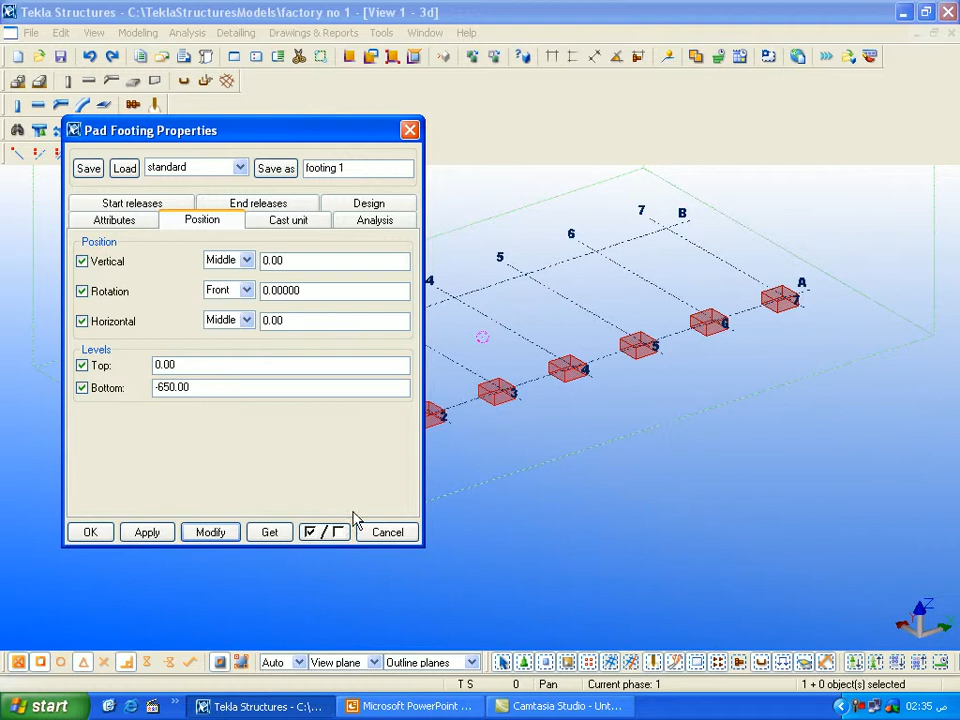 Tekla Structures - C:\TeklaStructuresModels\factory no 1 - [View 1 - 3d]
File Edit View Modeling Analysis Detailing Drawings & Reports Tools Window Help
Pad Footing Properties
Save Load standard Save as footing 1
Start releases End releases Design
Attributes Position Cast unit Analysis
Position
Vertical Middle 0.00
Rotation Front 0.00000
Horizontal Middle 0.00
Levels
Top: 0.00
Bottom: -650.00
OK Apply Modify Get / Cancel
7 B
6
5
4
A
7
6
5
4
3
2
Z
Auto View plane Outline planes
T S 0 Pan Current phase: 1 1 + 0 object(s) selected
start Tekla Structures - C:\... Microsoft PowerPoint ... Camtasia Studio - Unt... 02:35 ص